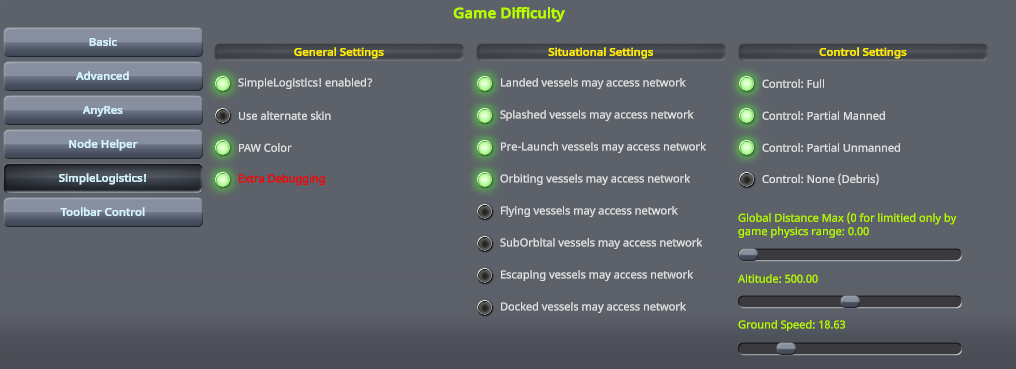 Game Difficulty
Basic
Advanced
AnyRes
Node Helper
SimpleLogistics!
Toolbar Control
General Settings
SimpleLogistics! enabled?
Use alternate skin
PAW Color
Extra Debugging
Situational Settings
Landed vessels may access network
Splashed vessels may access network
Pre-Launch vessels may access network
Orbiting vessels may access network
Flying vessels may access network
SubOrbital vessels may access network
Escaping vessels may access network
Docked vessels may access network
Control Settings
Control: Full
Control: Partial Manned
Control: Partial Unmanned
Control: None (Debris)
Global Distance Max (0 for limitied only by
game physics range: 0.00
Altitude: 500.00
Ground Speed: 18.63